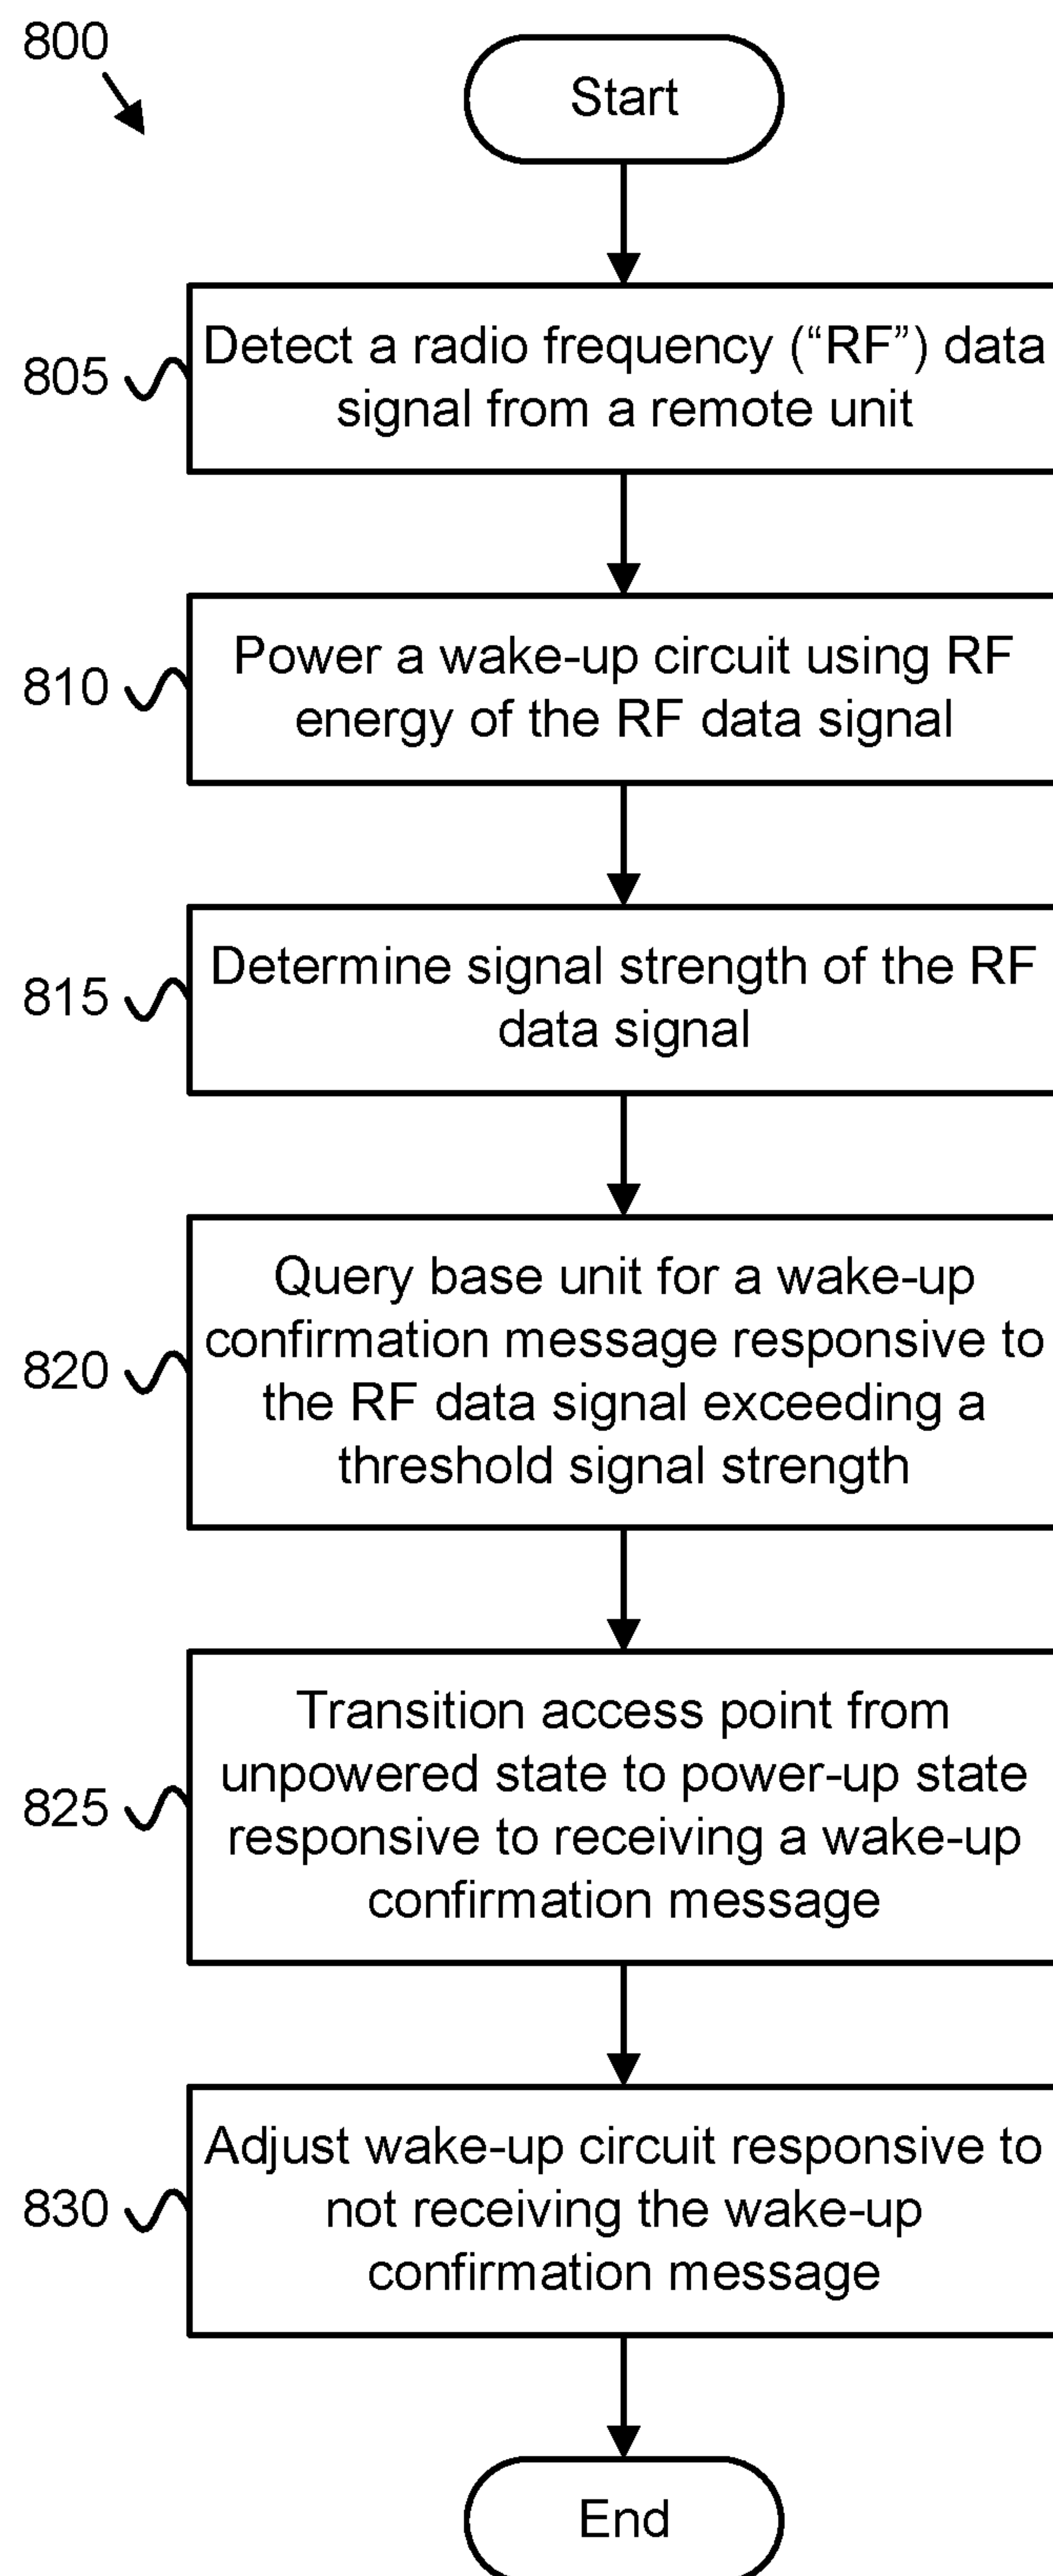 800
Start
805
Detect a radio frequency (“RF”) data
signal from a remote unit
810
Power a wake-up circuit using RF
energy of the RF data signal
815
Determine signal strength of the RF
data signal
820
Query base unit for a wake-up
confirmation message responsive to
the RF data signal exceeding a
threshold signal strength
825
Transition access point from
unpowered state to power-up state
responsive to receiving a wake-up
confirmation message
830
Adjust wake-up circuit responsive to
not receiving the wake-up
confirmation message
End